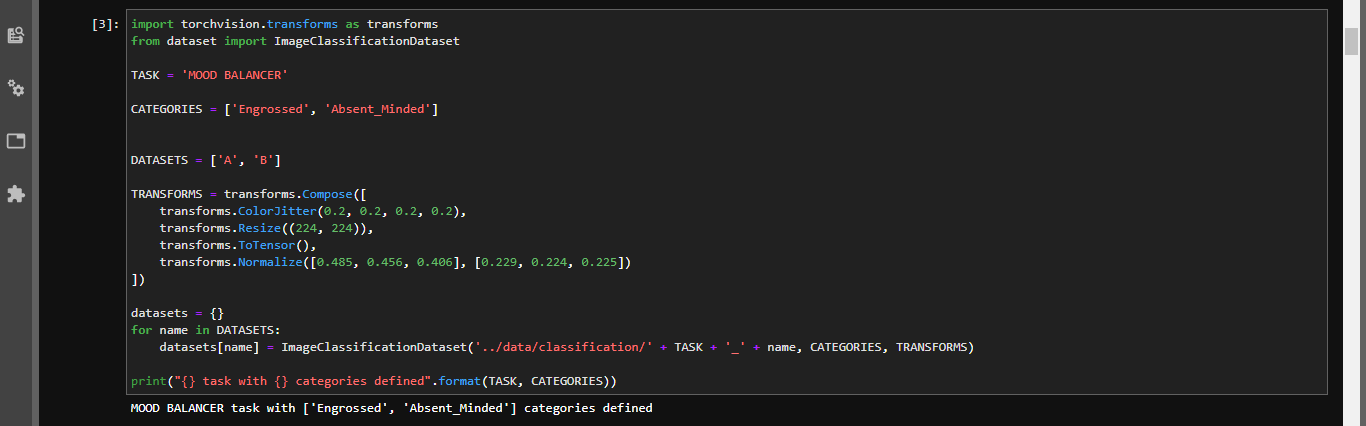 [3]: import torchvision.transforms as transforms
from dataset import ImageClassificationDataset
TASK = 'MOOD BALANCER'
CATEGORIES = ['Engrossed', 'Absent_Minded']
DATASETS = ['A', 'B']
TRANSFORMS = transforms.Compose([
    transforms.ColorJitter(0.2, 0.2, 0.2, 0.2),
    transforms.Resize((224, 224)),
    transforms.ToTensor(),
    transforms.Normalize([0.485, 0.456, 0.406], [0.229, 0.224, 0.225])
])
datasets = {}
for name in DATASETS:
    datasets[name] = ImageClassificationDataset('../data/classification/' + TASK + '_' + name, CATEGORIES, TRANSFORMS)
print("{} task with {} categories defined".format(TASK, CATEGORIES))
MOOD BALANCER task with ['Engrossed', 'Absent_Minded'] categories defined